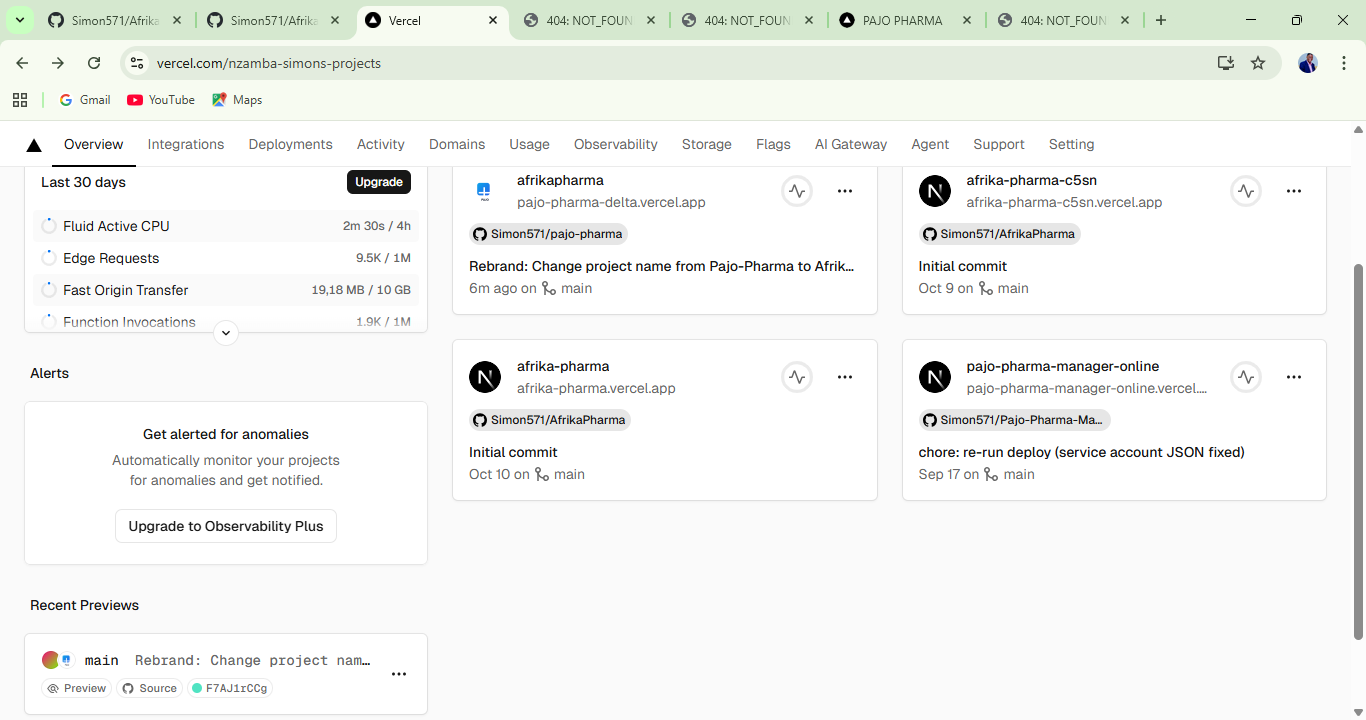 Simon571/Afrika
Simon571/Afrika
Vercel
404: NOT_FOUN
404: NOT_FOUN
PAJO PHARMA
404: NOT_FOUN
vercel.com/nzamba-simons-projects
Gmail
YouTube
Maps
Overview
Integrations
Deployments
Activity
Domains
Usage
Observability
Storage
Flags
AI Gateway
Agent
Support
Setting
Last 30 days
Upgrade
Fluid Active CPU
2m 30s / 4h
Edge Requests
9.5K / 1M
Fast Origin Transfer
19,18 MB / 10 GB
Function Invocations
1.9K / 1M
Alerts
Get alerted for anomalies
Automatically monitor your projects
for anomalies and get notified.
Upgrade to Observability Plus
Recent Previews
main Rebrand: Change project nam…
Preview
Source
F7AJ1rCCg
afrikapharma
pajo-pharma-delta.vercel.app
Simon571/pajo-pharma
Rebrand: Change project name from Pajo-Pharma to Afrik…
6m ago on main
afrika-pharma-c5sn
afrika-pharma-c5sn.vercel.app
Simon571/AfrikaPharma
Initial commit
Oct 9 on main
afrika-pharma
afrika-pharma.vercel.app
Simon571/AfrikaPharma
Initial commit
Oct 10 on main
pajo-pharma-manager-online
pajo-pharma-manager-online.vercel.…
Simon571/Pajo-Pharma-Ma…
chore: re-run deploy (service account JSON fixed)
Sep 17 on main